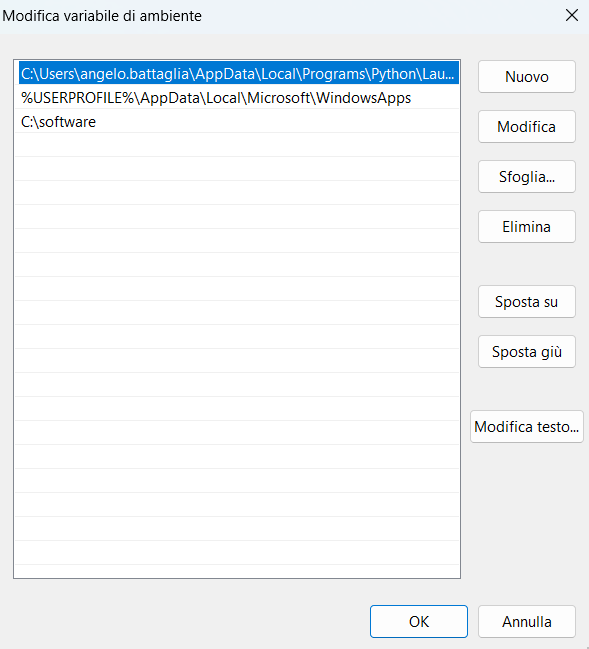 Modifica variabile di ambiente
C:\Users\angelo.battaglia\AppData\Local\Programs\Python\Lau...
%USERPROFILE%\AppData\Local\Microsoft\WindowsApps
C:\software
Nuovo
Modifica
Sfoglia...
Elimina
Sposta su
Sposta giù
Modifica testo...
OK
Annulla